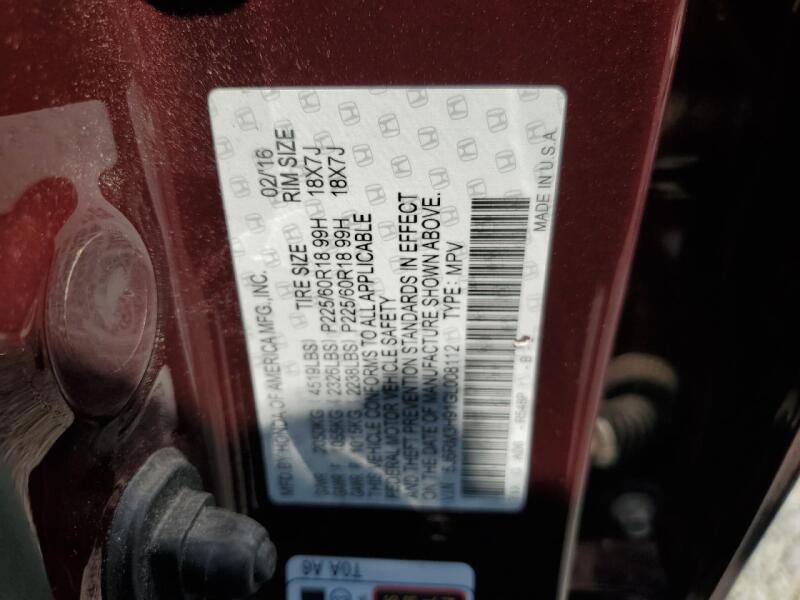 MFD BY HONDA OF AMERICA MFG.,INC. 02/'16
TIRE SIZE RIM SIZE
GVWR 2050KG (4519LBS)
GAWR F 1055KG (2326LBS) P225/60R18 99H 18X7J
GAWR R 1015KG (2238LBS) P225/60R18 99H 18X7J
THIS VEHICLE CONFORMS TO ALL APPLICABLE
FEDERAL MOTOR VEHICLE SAFETY
AND THEFT PREVENTION STANDARDS IN EFFECT
ON THE DATE OF MANUFACTURE SHOWN ABOVE.
V.I.N. TYPE: MPV
MADE IN U.S.A.
T0A A6